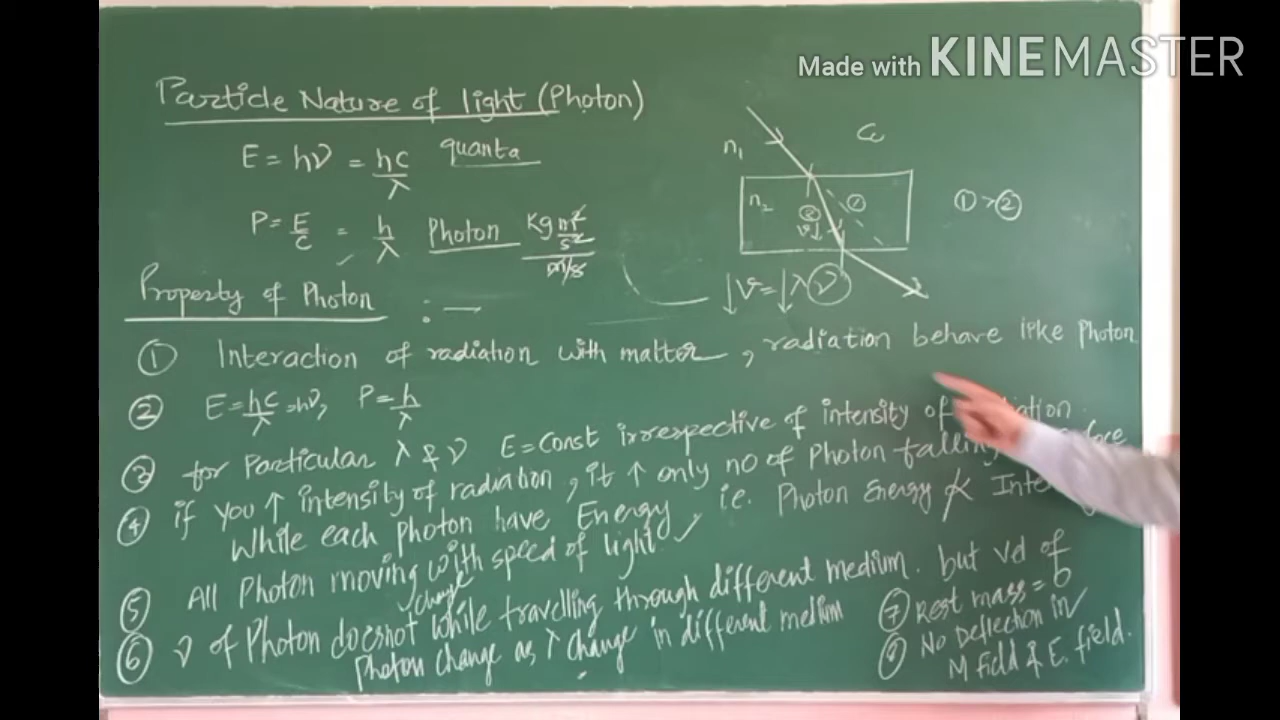 Made with KINEMASTER
Particle Nature of light (Photon)
E = hν = hc/λ quanta
P = E/c = h/λ Photon Kg m²/s² / m/s
n₁
n₂
② ①
v↓
① > ②
↓v = ↓λ ν
Property of Photon :-
① Interaction of radiation with matter, radiation behave like Photon
② E = hc/λ = hν, P = h/λ
③ for Particular λ & ν E = Const irrespective of intensity of
④ if you ↑ intensity of radiation, it ↑ only no of Photon falling
While each Photon have Energy i.e. Photon Energy ∝̸
⑤ All Photon moving with speed of light ✓
⑥ ν of Photon doesnot change while travelling through different medium. but vel of
Photon change as λ change in different medium
⑦ Rest mass = 0
⑧ No Deflection in
M field & E. field.